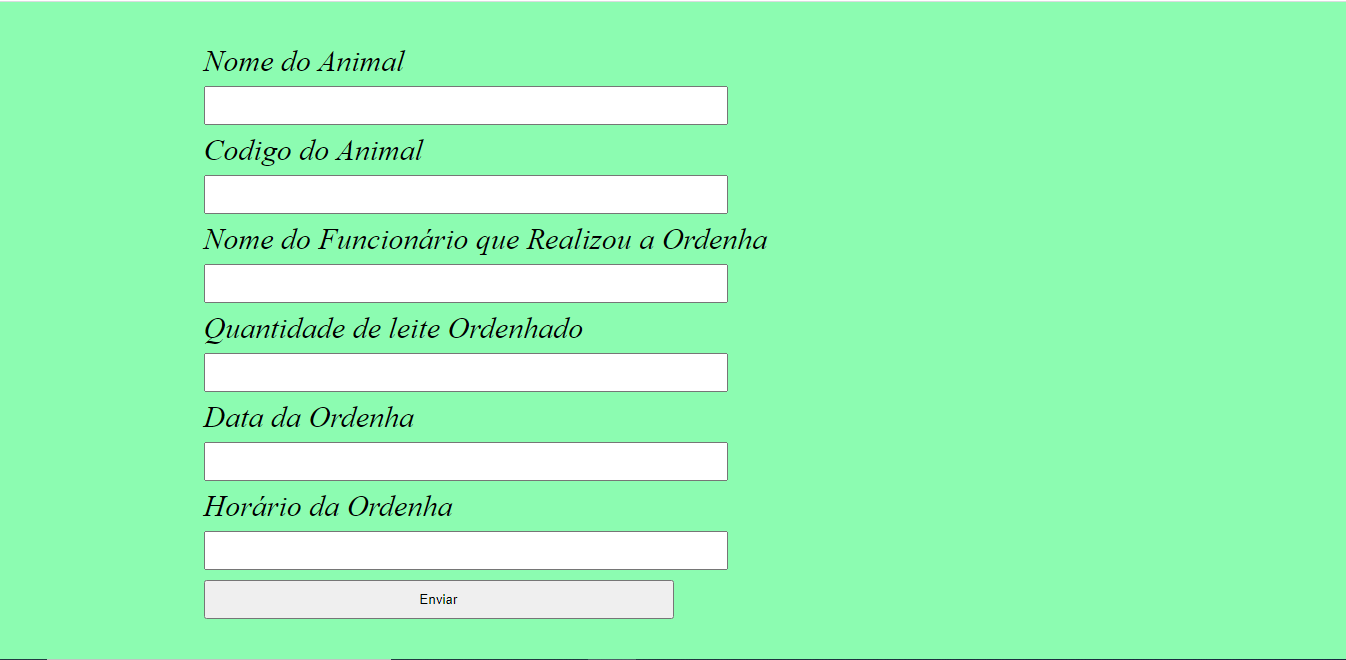 Nome do Animal
Codigo do Animal
Nome do Funcionário que Realizou a Ordenha
Quantidade de leite Ordenhado
Data da Ordenha
Horário da Ordenha
Enviar